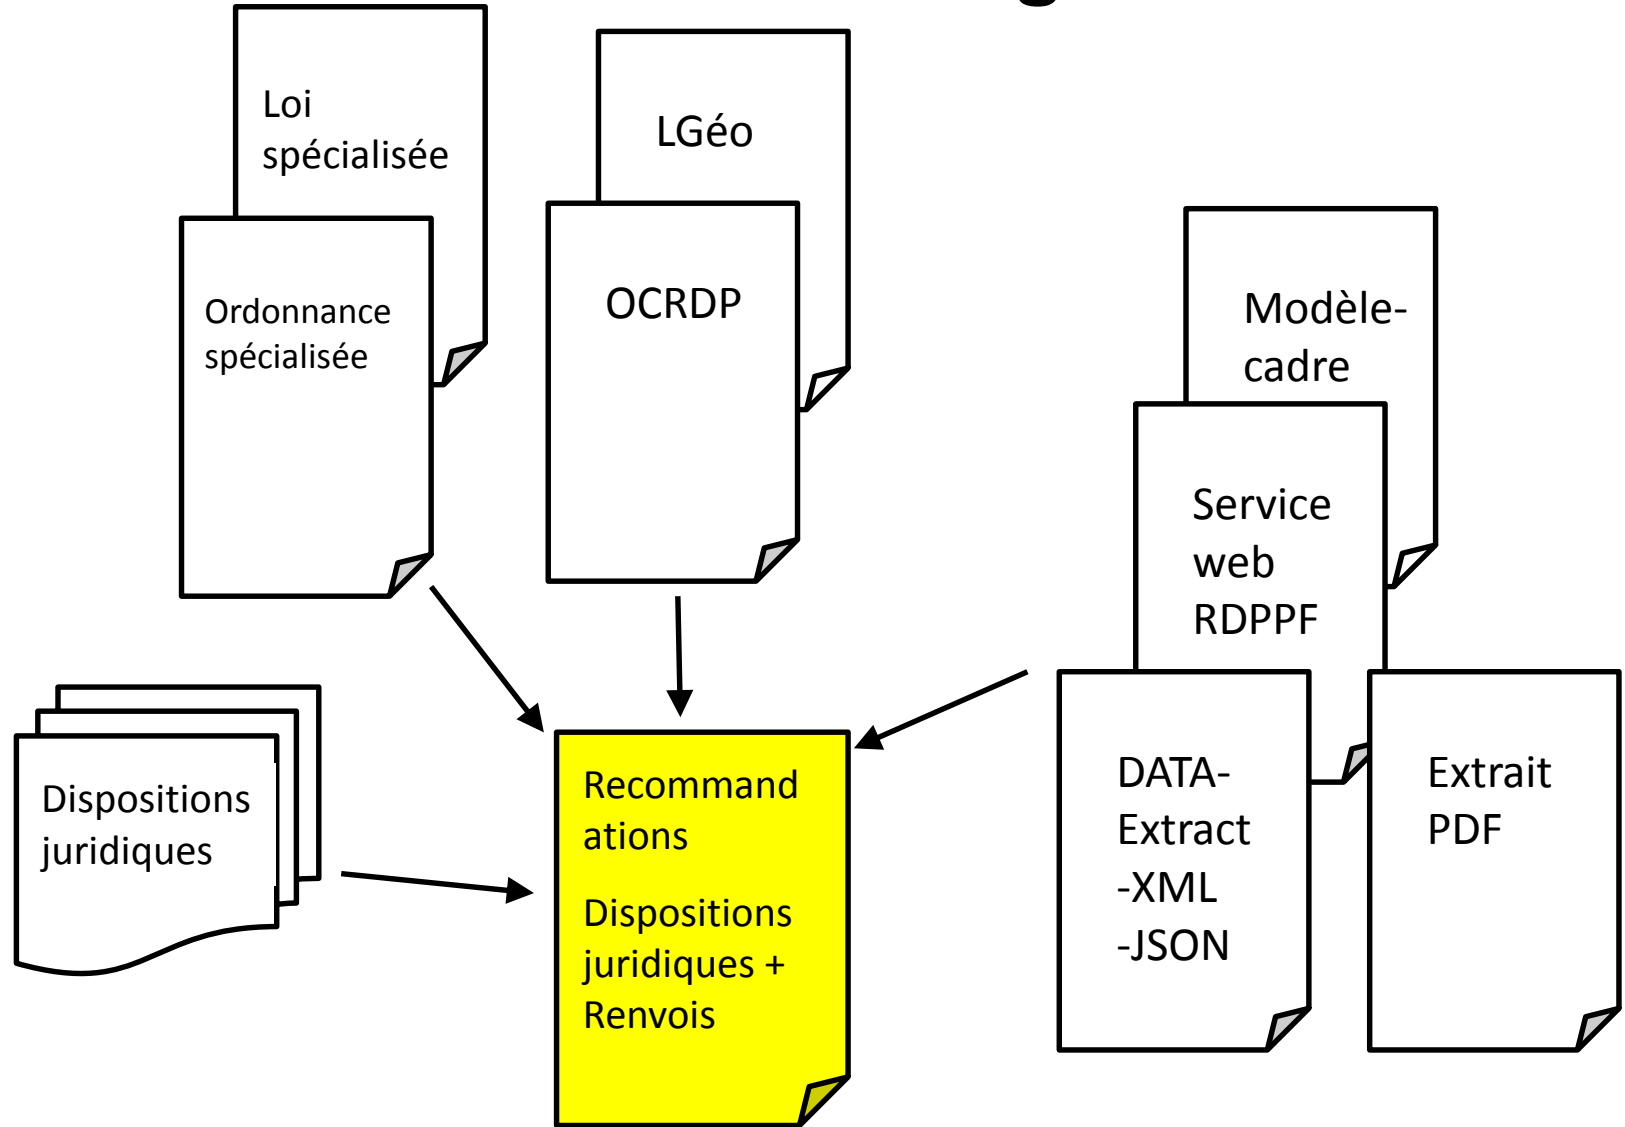 Loi
spécialisée
LGéo
Ordonnance
spécialisée
OCRDP
Modèle-
cadre
Service
web
RDPPF
Dispositions
juridiques
Recommand
ations
Dispositions
juridiques +
Renvois
DATA-
Extract
-XML
-JSON
Extrait
PDF